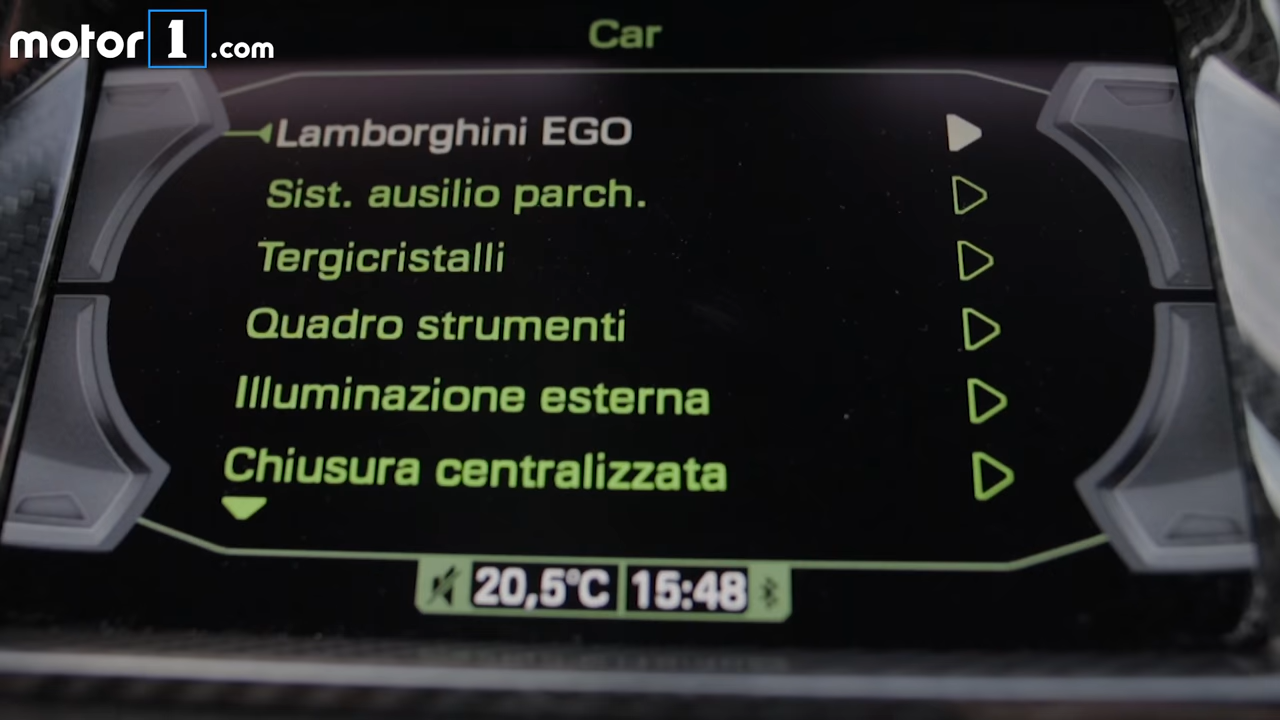 motor1.com
Car
Lamborghini EGO
Sist. ausilio parch.
Tergicristalli
Quadro strumenti
Illuminazione esterna
Chiusura centralizzata
20,5°C 15:48